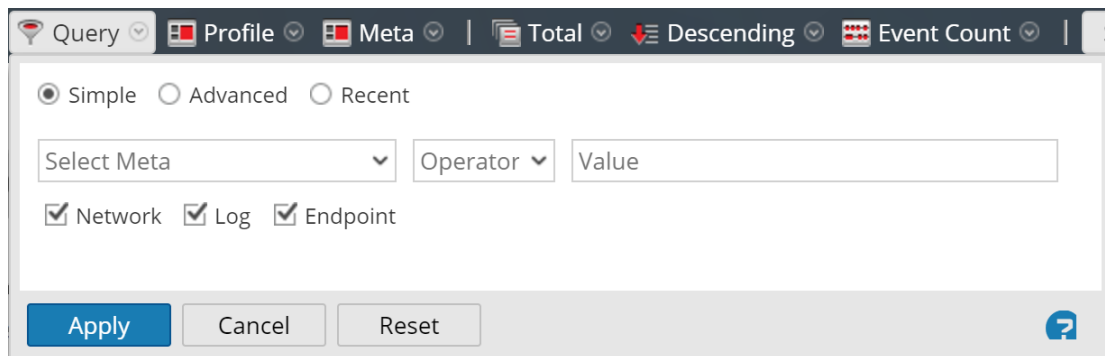 Query Profile Meta | Total Descending Event Count |
Simple Advanced Recent
Select Meta Operator Value
Network Log Endpoint
Apply Cancel Reset ?